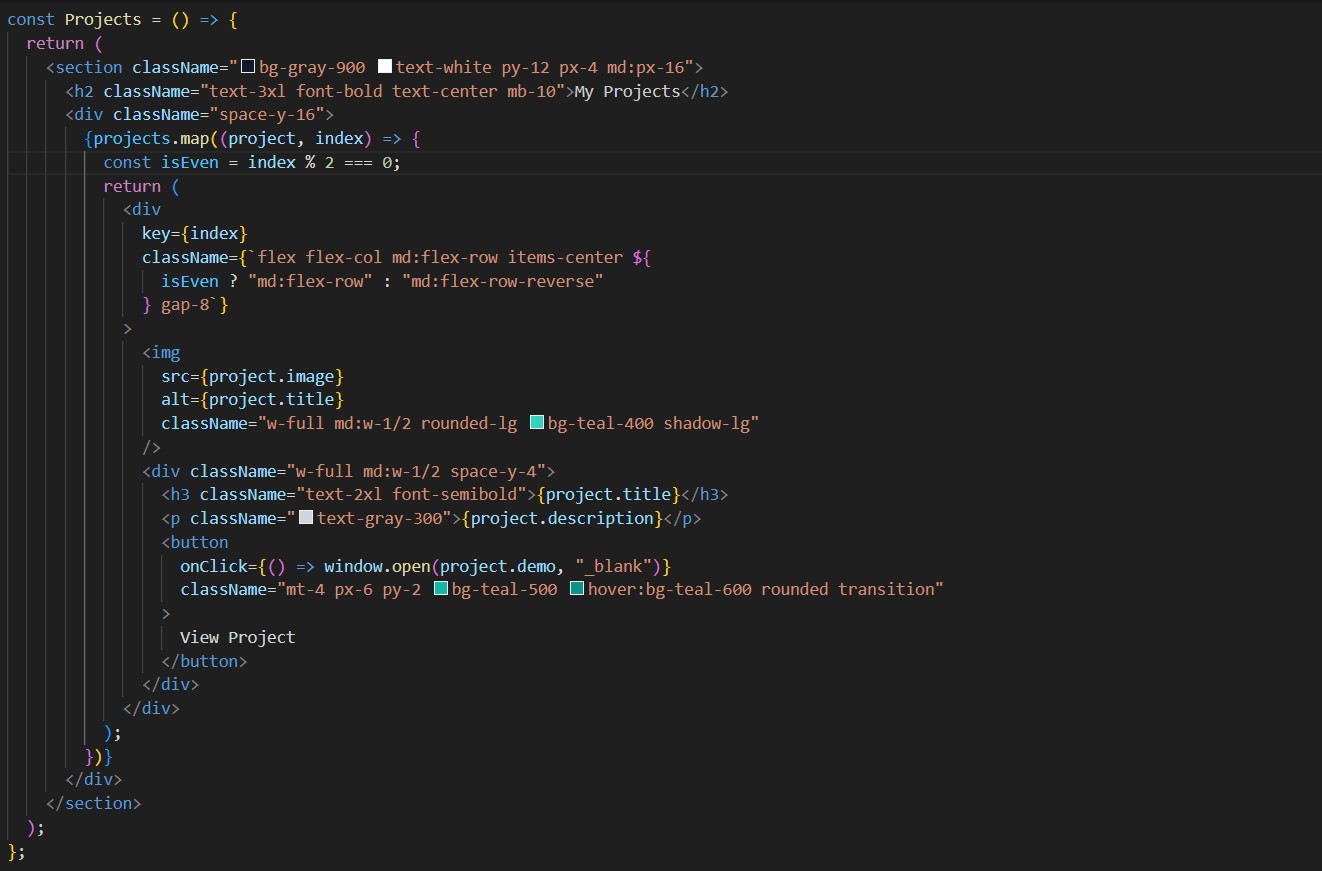 const Projects = () => {
  return (
    <section className="bg-gray-900 text-white py-12 px-4 md:px-16">
      <h2 className="text-3xl font-bold text-center mb-10">My Projects</h2>
      <div className="space-y-16">
        {projects.map((project, index) => {
          const isEven = index % 2 === 0;
          return (
            <div
              key={index}
              className={`flex flex-col md:flex-row items-center ${
                isEven ? "md:flex-row" : "md:flex-row-reverse"
              } gap-8`}
            >
              <img
                src={project.image}
                alt={project.title}
                className="w-full md:w-1/2 rounded-lg bg-teal-400 shadow-lg"
              />
              <div className="w-full md:w-1/2 space-y-4">
                <h3 className="text-2xl font-semibold">{project.title}</h3>
                <p className="text-gray-300">{project.description}</p>
                <button
                  onClick={() => window.open(project.demo, "_blank")}
                  className="mt-4 px-6 py-2 bg-teal-500 hover:bg-teal-600 rounded transition"
                >
                  View Project
                </button>
              </div>
            </div>
          );
        })}
      </div>
    </section>
  );
};